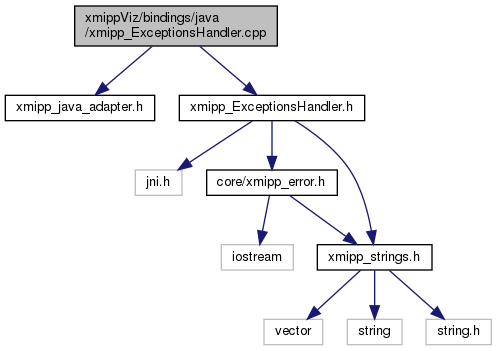 xmippViz/bindings/java
/xmipp_ExceptionsHandler.cpp
xmipp_java_adapter.h
xmipp_ExceptionsHandler.h
jni.h
core/xmipp_error.h
iostream
xmipp_strings.h
vector
string
string.h